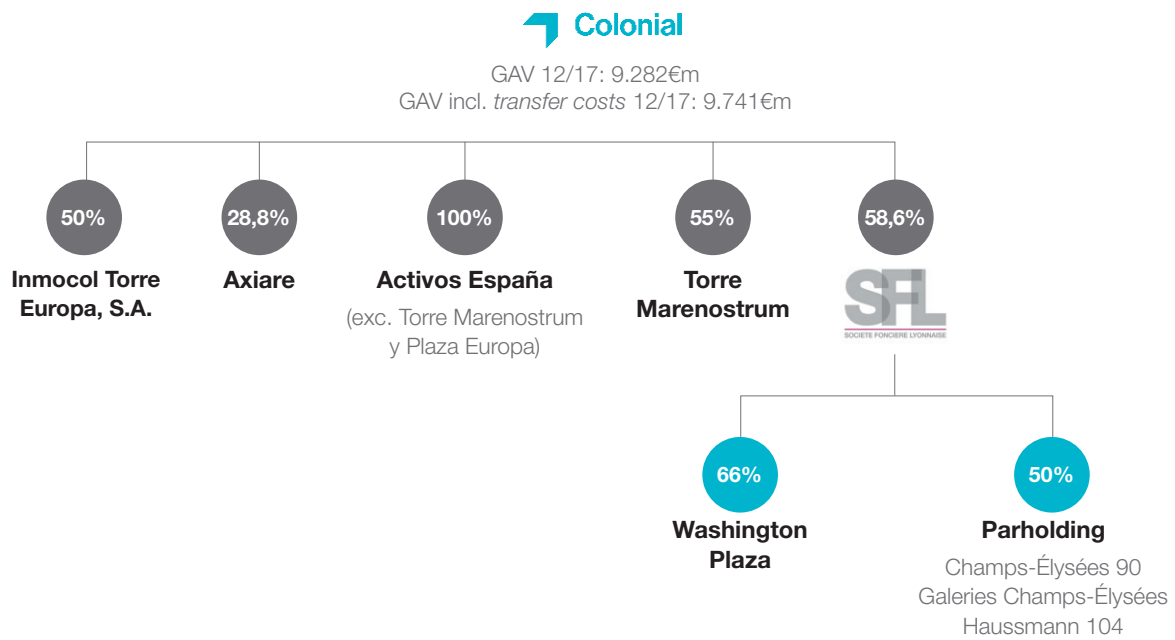 Colonial
GAV 12/17: 9.282€m
GAV incl. transfer costs 12/17: 9.741€m
50%
28,8%
100%
55%
58,6%
Inmocol Torre
Europa, S.A.
Axiare
Activos España
(exc. Torre Marenostrum
y Plaza Europa)
Torre
Marenostrum
SFL
SOCIETE FONCIERE LYONNAISE
66%
50%
Washington
Plaza
Parholding
Champs-Élysées 90
Galeries Champs-Élysées
Haussmann 104